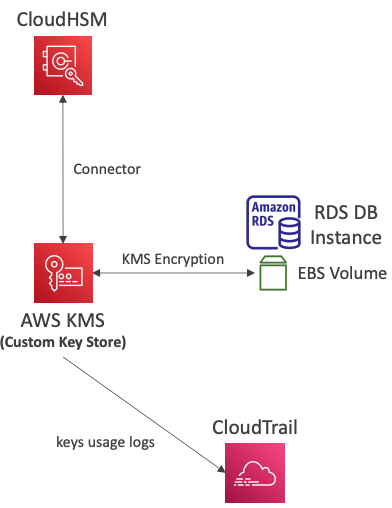 CloudHSM
Connector
Amazon
RDS
RDS DB
Instance
KMS Encryption
EBS Volume
AWS KMS
(Custom Key Store)
CloudTrail
keys usage logs